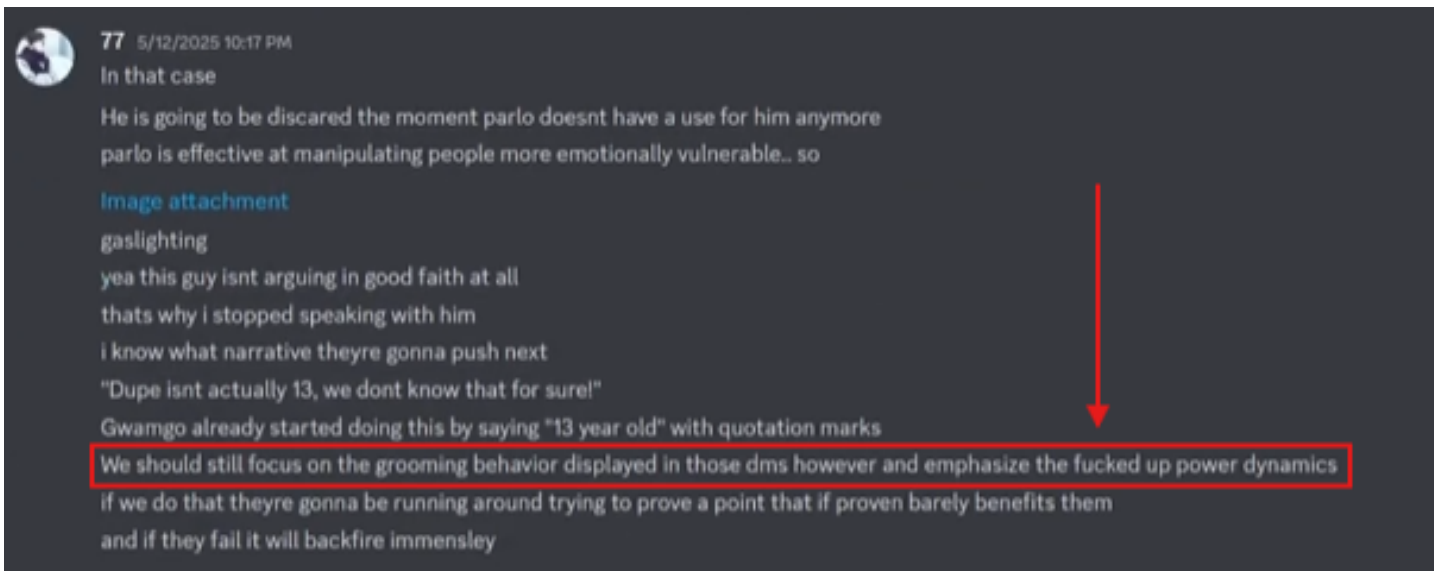 77 5/12/2025 10:17 PM
In that case
He is going to be discarded the moment parlo doesnt have a use for him anymore
parlo is effective at manipulating people more emotionally vulnerable.. so
Image attachment
gaslighting
yea this guy isnt arguing in good faith at all
thats why i stopped speaking with him
i know what narrative theyre gonna push next
"Dupe isnt actually 13, we dont know that for sure!"
Gwamgo already started doing this by saying "13 year old" with quotation marks
We should still focus on the grooming behavior displayed in those dms however and emphasize the fucked up power dynamics
if we do that theyre gonna be running around trying to prove a point that if proven barely benefits them
and if they fail it will backfire immensley